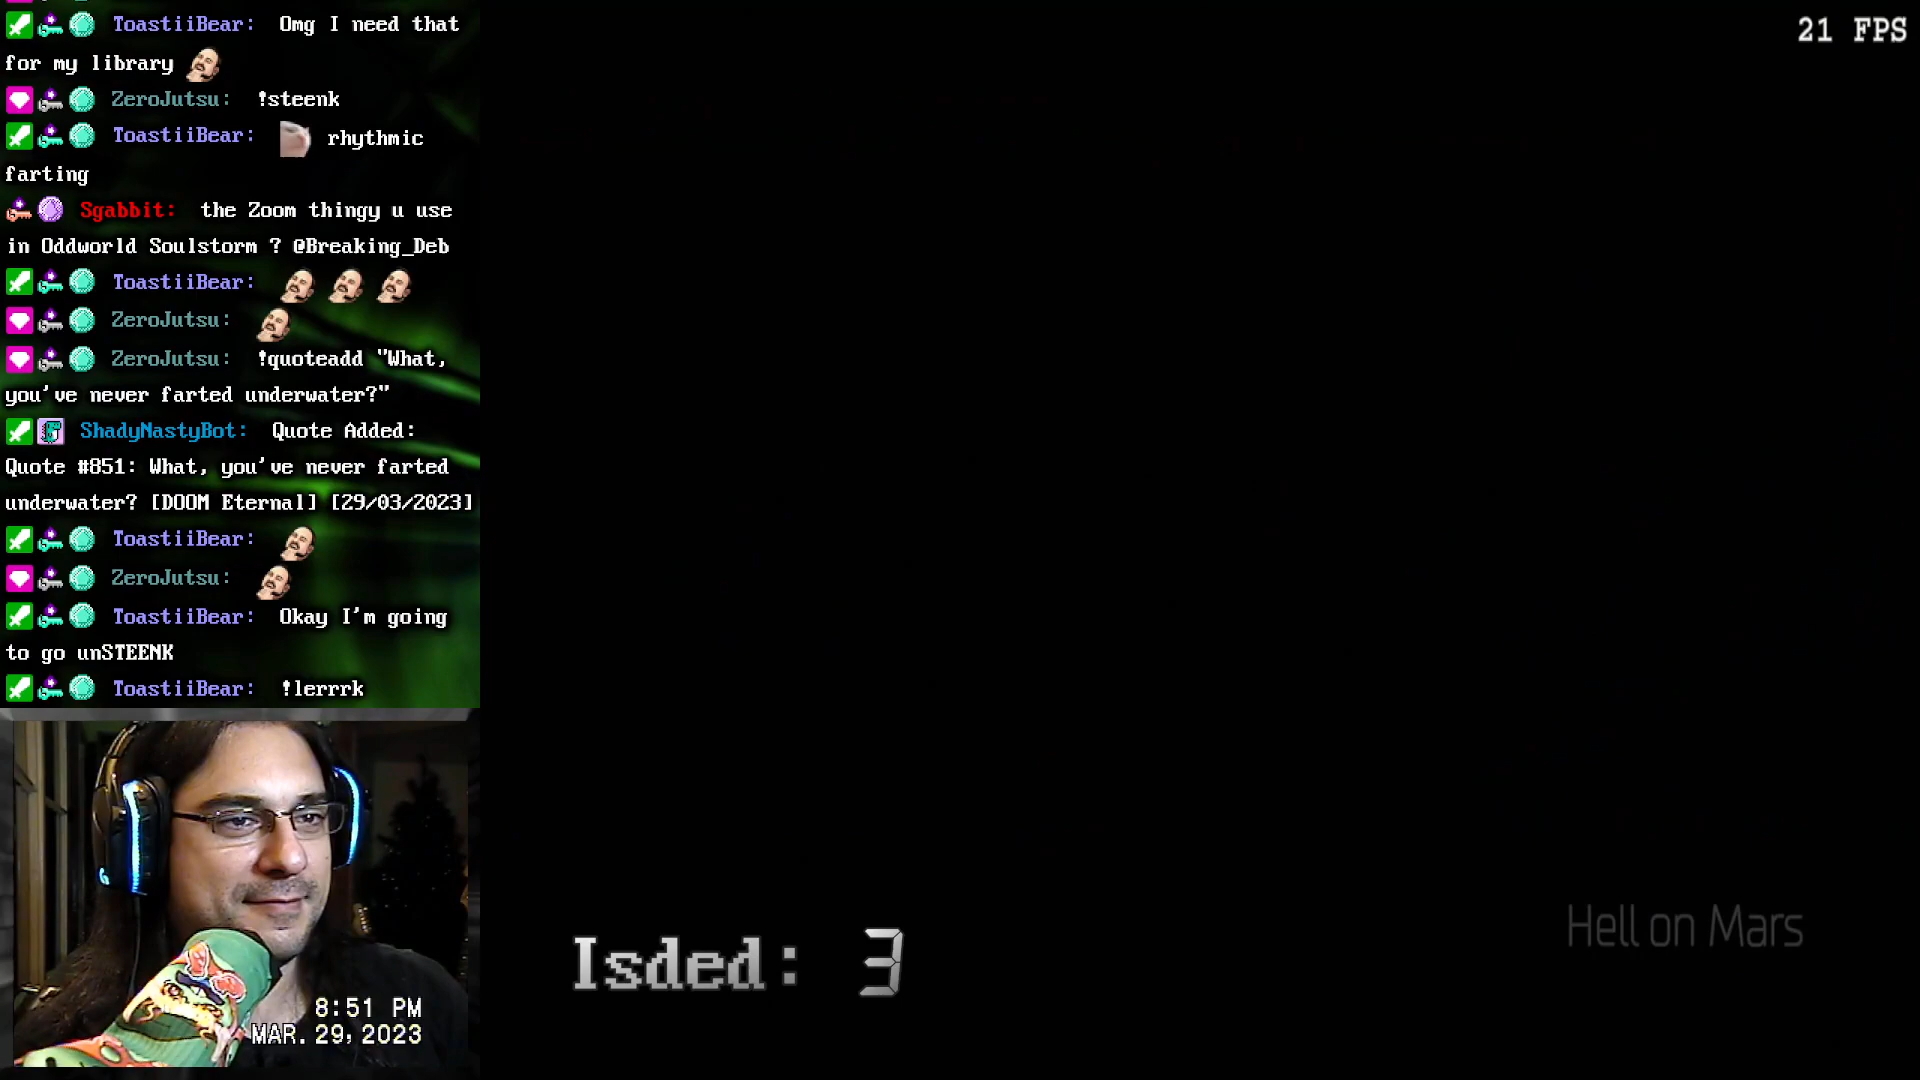 ToastiiBear: Omg I need that
for my library
ZeroJutsu: !steenk
ToastiiBear: rhythmic
farting
Sgabbit: the Zoom thingy u use
in Oddworld Soulstorm ? @Breaking_Deb
ToastiiBear:
ZeroJutsu:
ZeroJutsu: !quoteadd "What,
you've never farted underwater?"
ShadyNastyBot: Quote Added:
Quote #851: What, you've never farted
underwater? [DOOM Eternal] [29/03/2023]
ToastiiBear:
ZeroJutsu:
ToastiiBear: Okay I'm going
to go unSTEENK
ToastiiBear: !lerrrk
8:51 PM
MAR. 29, 2023
21 FPS
Isded: 3
Hell on Mars